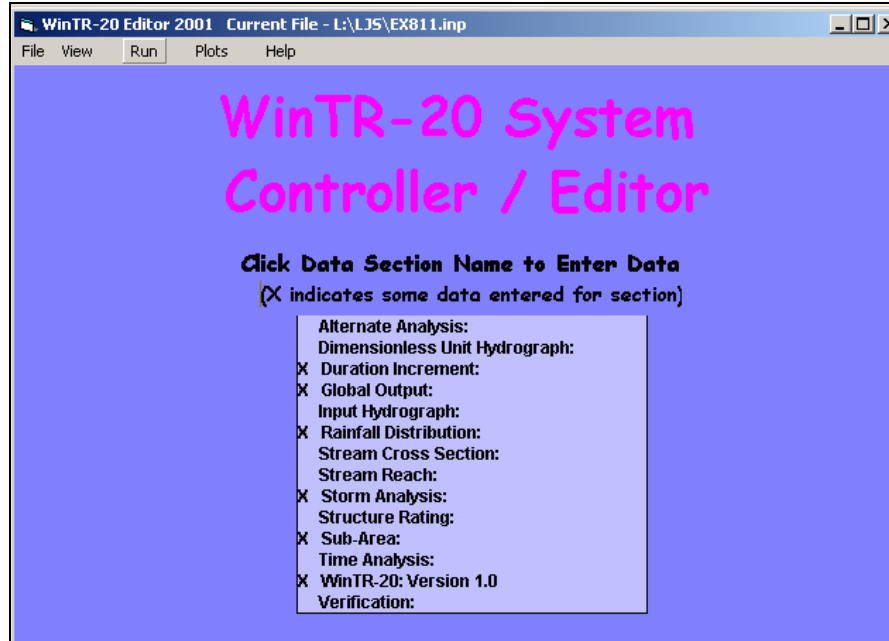 WinTR-20 Editor 2001 Current File - L:\LJS\EX811.inp
File View Run Plots Help
WinTR-20 System
Controller / Editor
Click Data Section Name to Enter Data
(X indicates some data entered for section)
Alternate Analysis:
Dimensionless Unit Hydrograph:
X Duration Increment:
X Global Output:
Input Hydrograph:
X Rainfall Distribution:
Stream Cross Section:
Stream Reach:
X Storm Analysis:
Structure Rating:
X Sub-Area:
Time Analysis:
X WinTR-20: Version 1.0
Verification: